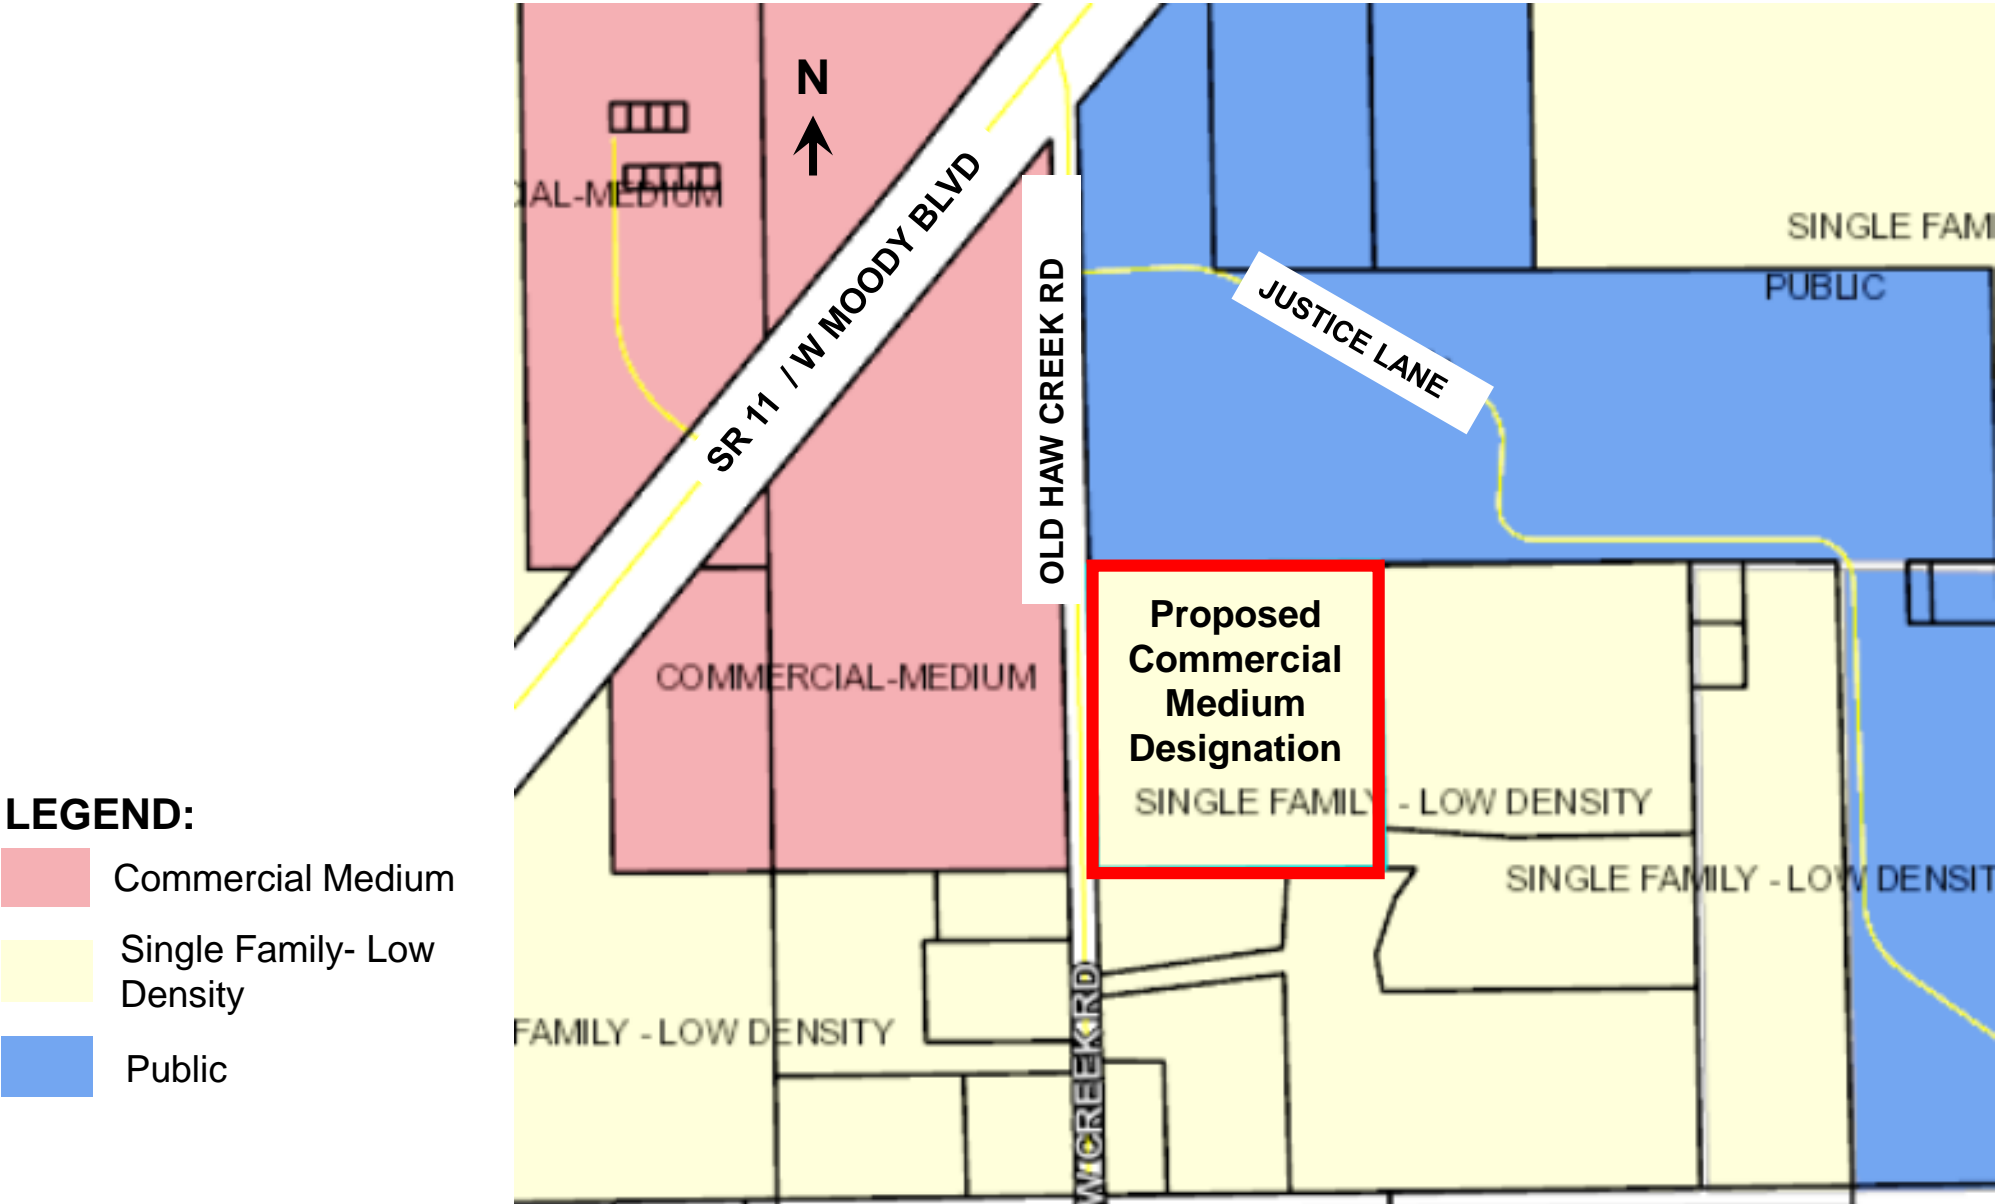 N
IAL-MEDIUM
SR 11 / W MOODY BLVD
OLD HAW CREEK RD
JUSTICE LANE
SINGLE FAMI
PUBLIC
Proposed
Commercial
Medium
Designation
COMMERCIAL-MEDIUM
SINGLE FAMILY - LOW DENSITY
SINGLE FAMILY - LOW DENSIT
FAMILY - LOW DENSITY
W CREEK RD
LEGEND:
Commercial Medium
Single Family- Low
Density
Public